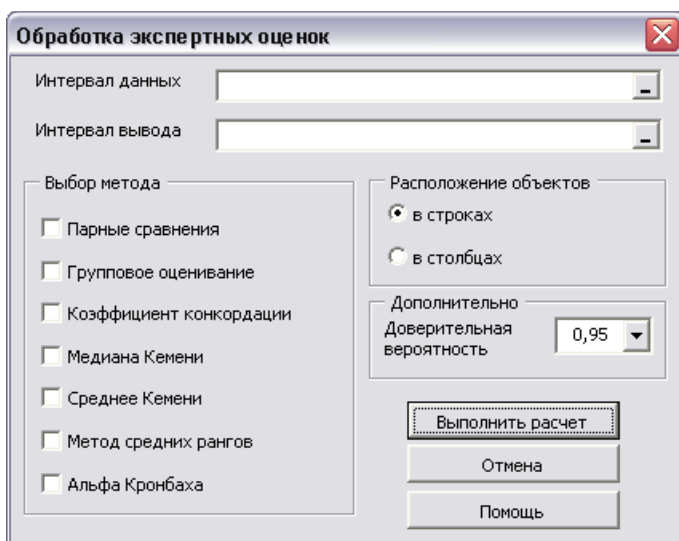 Обработка экспертных оценок
Интервал данных
Интервал вывода
Выбор метода
Парные сравнения
Групповое оценивание
Коэффициент конкордации
Медиана Кемени
Среднее Кемени
Метод средних рангов
Альфа Кронбаха
Расположение объектов
в строках
в столбцах
Дополнительно
Доверительная
вероятность
0,95
Выполнить расчет
Отмена
Помощь